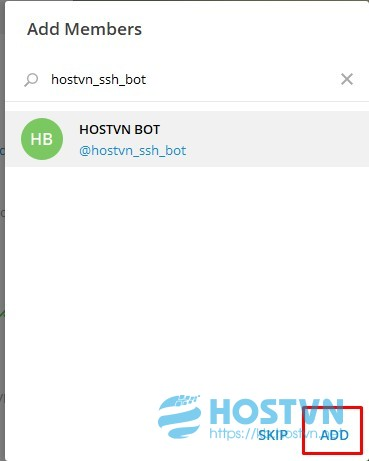 Add Members
hostvn_ssh_bot
HB
HOSTVN BOT
@hostvn_ssh_bot
HOSTVN
SKIP
ADD